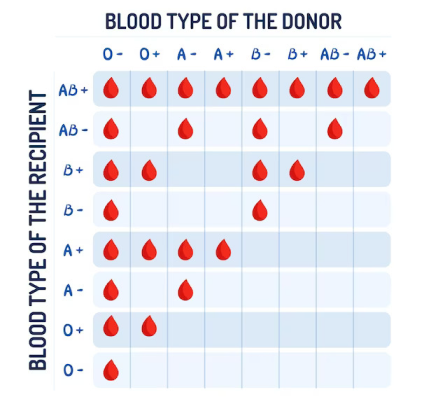 BLOOD TYPE OF THE DONOR
O - O + A - A + B - B + AB - AB +
BLOOD TYPE OF THE RECIPIENT
AB +
AB -
B +
B -
A +
A -
O +
O -